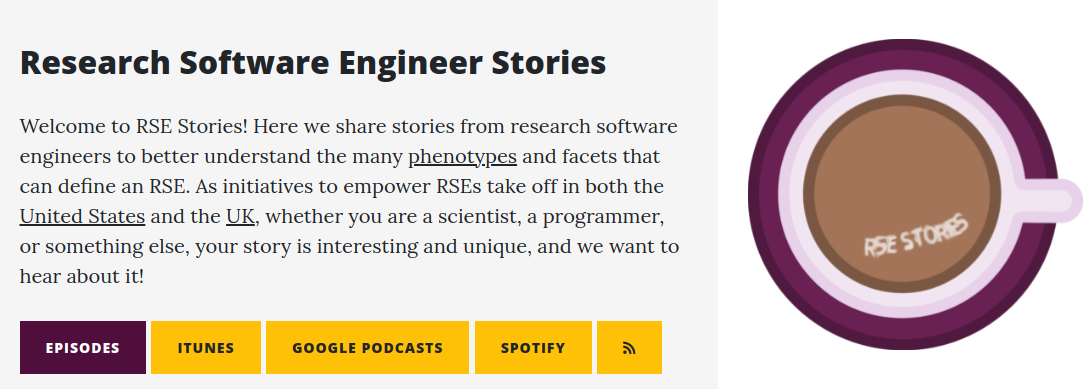 Research Software Engineer Stories
Welcome to RSE Stories! Here we share stories from research software
engineers to better understand the many phenotypes and facets that
can define an RSE. As initiatives to empower RSEs take off in both the
United States and the UK, whether you are a scientist, a programmer,
or something else, your story is interesting and unique, and we want to
hear about it!
EPISODES
ITUNES
GOOGLE PODCASTS
SPOTIFY
RSE STORIES